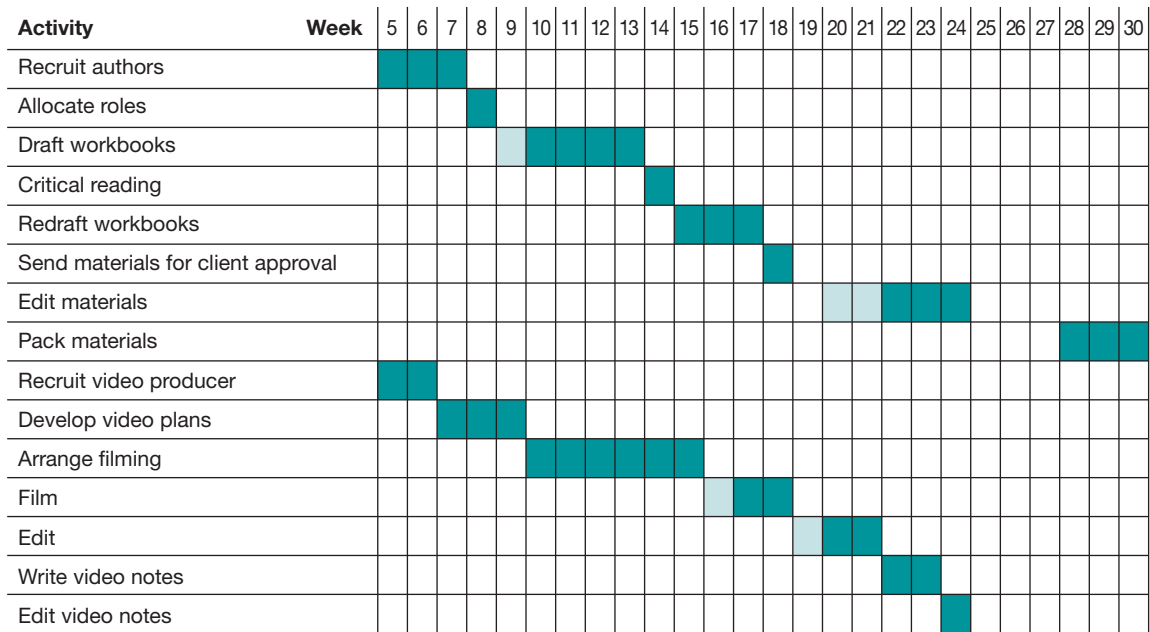 Activity Week 5 6 7 8 9 10 11 12 13 14 15 16 17 18 19 20 21 22 23 24 25 26 27 28 29 30
Recruit authors
Allocate roles
Draft workbooks
Critical reading
Redraft workbooks
Send materials for client approval
Edit materials
Pack materials
Recruit video producer
Develop video plans
Arrange filming
Film
Edit
Write video notes
Edit video notes